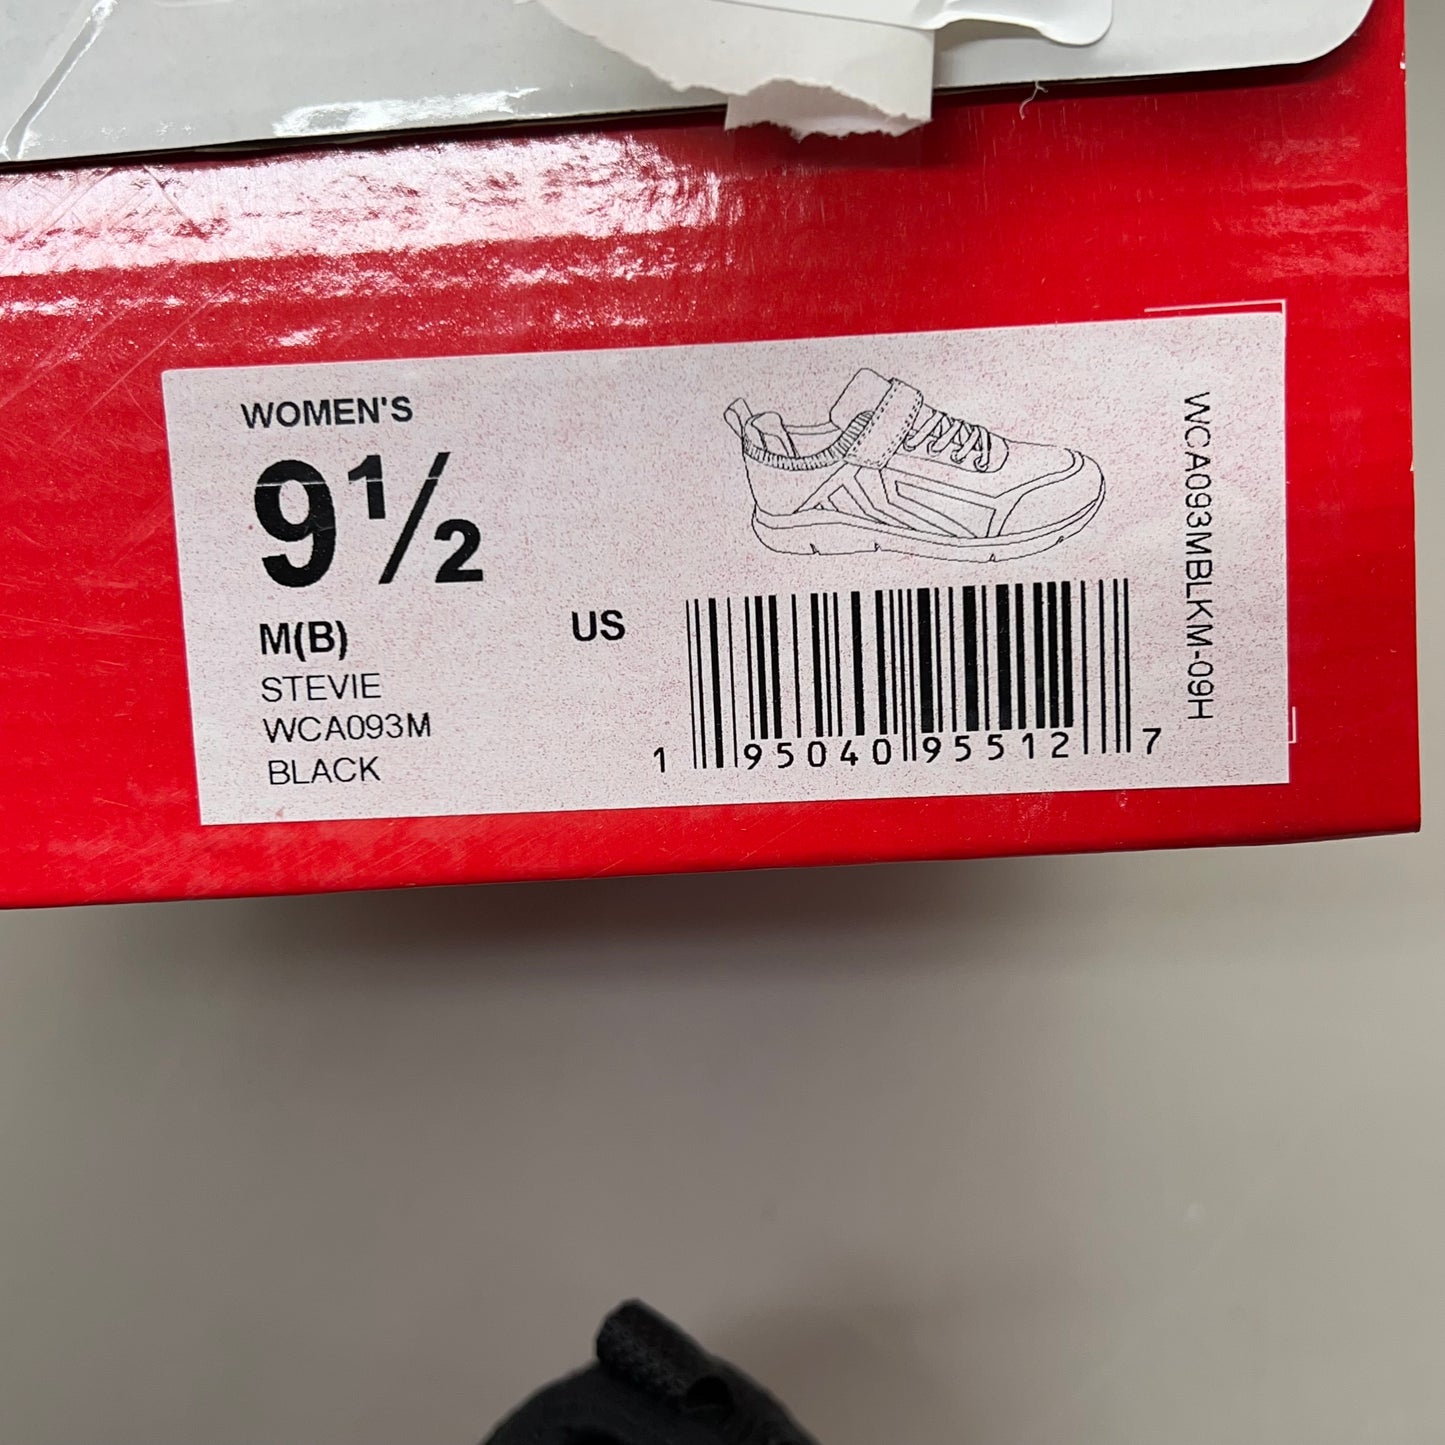 WOMEN'S
9½
M(B)
US
STEVIE
WCA093M
BLACK
1 95040 95512 7
WCA093MBLKM-09H